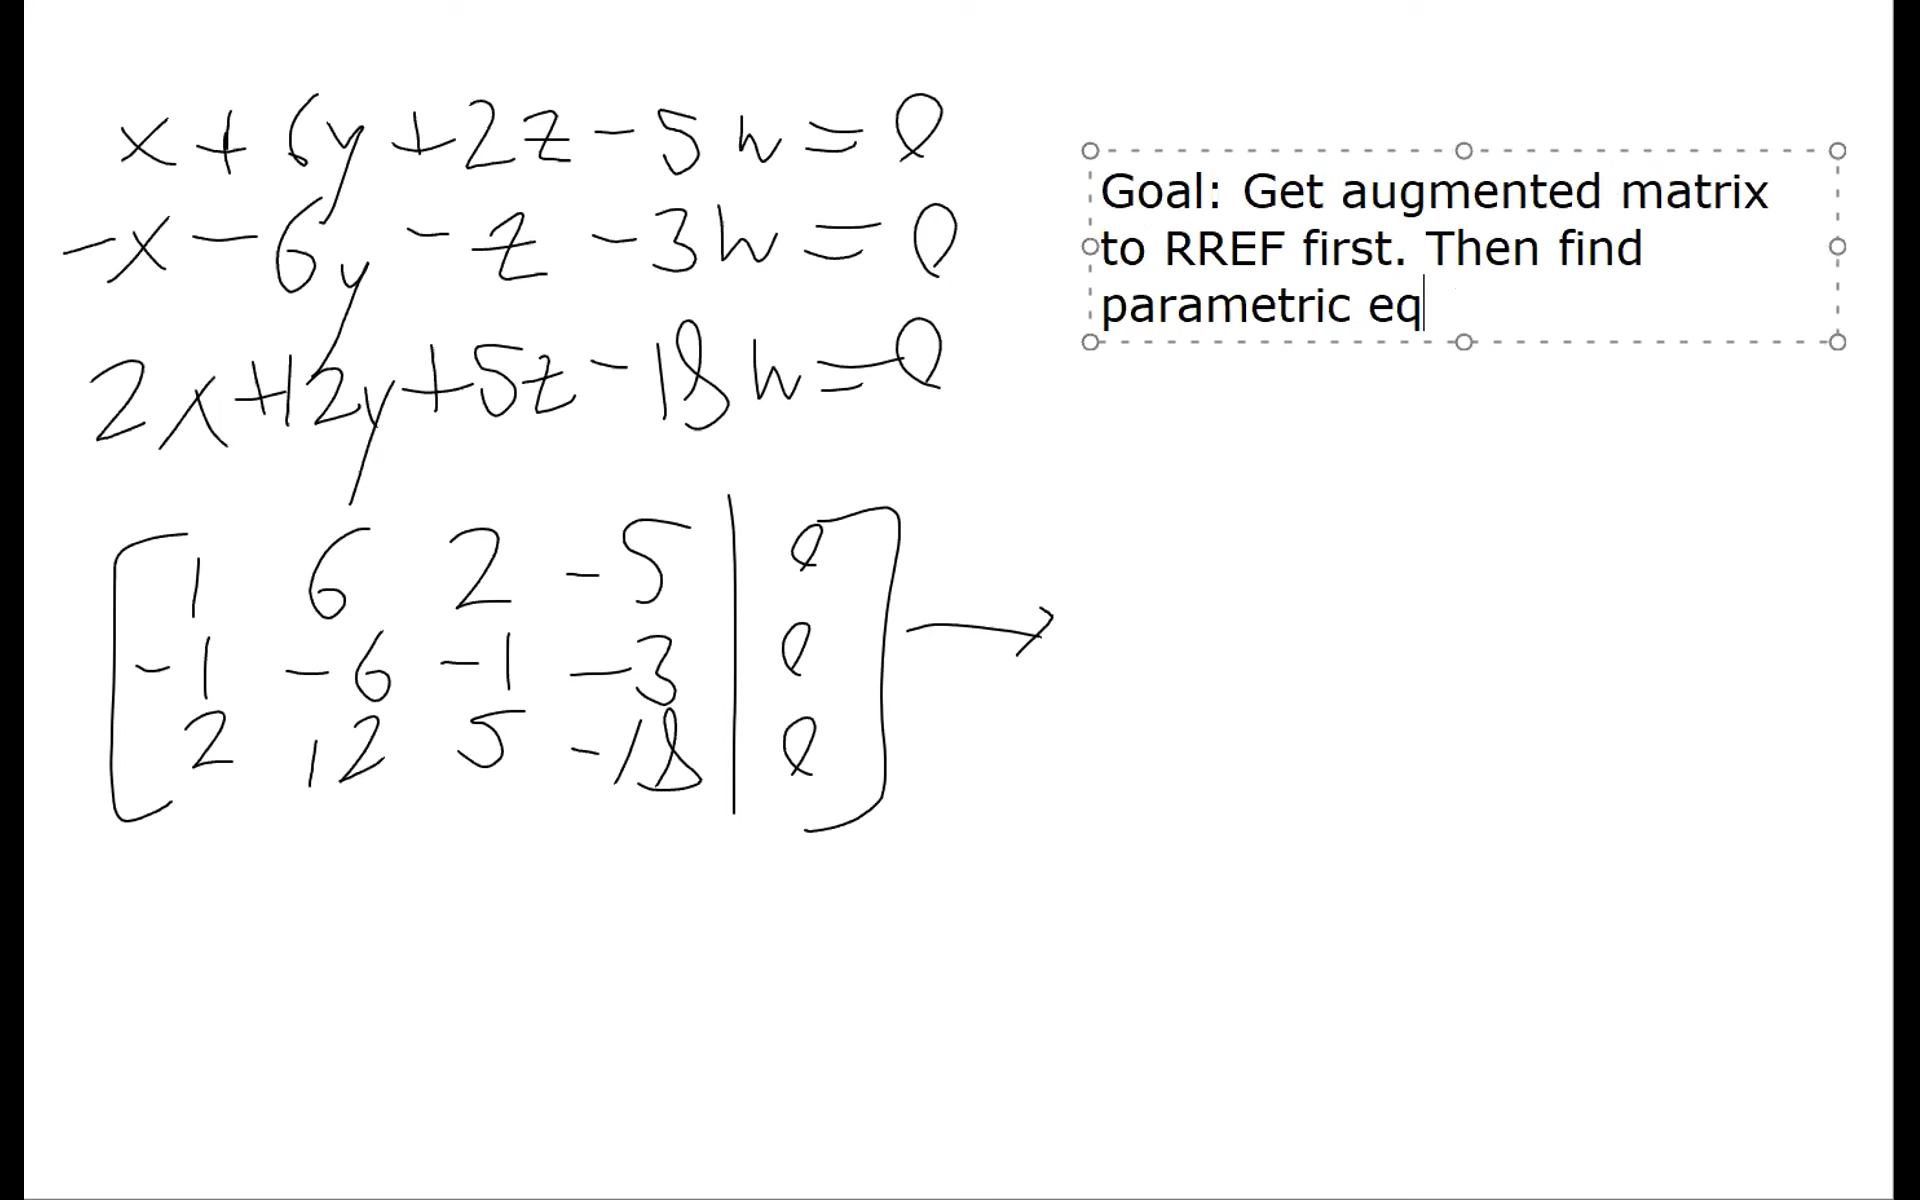 x + 6y + 2z - 5w = 0
-x - 6y - z - 3w = 0
2x + 12y + 5z - 18w = 0
Goal: Get augmented matrix
to RREF first. Then find
parametric eq
1 6 2 -5 | 0
-1 -6 -1 -3 | 0
2 12 5 -18 | 0